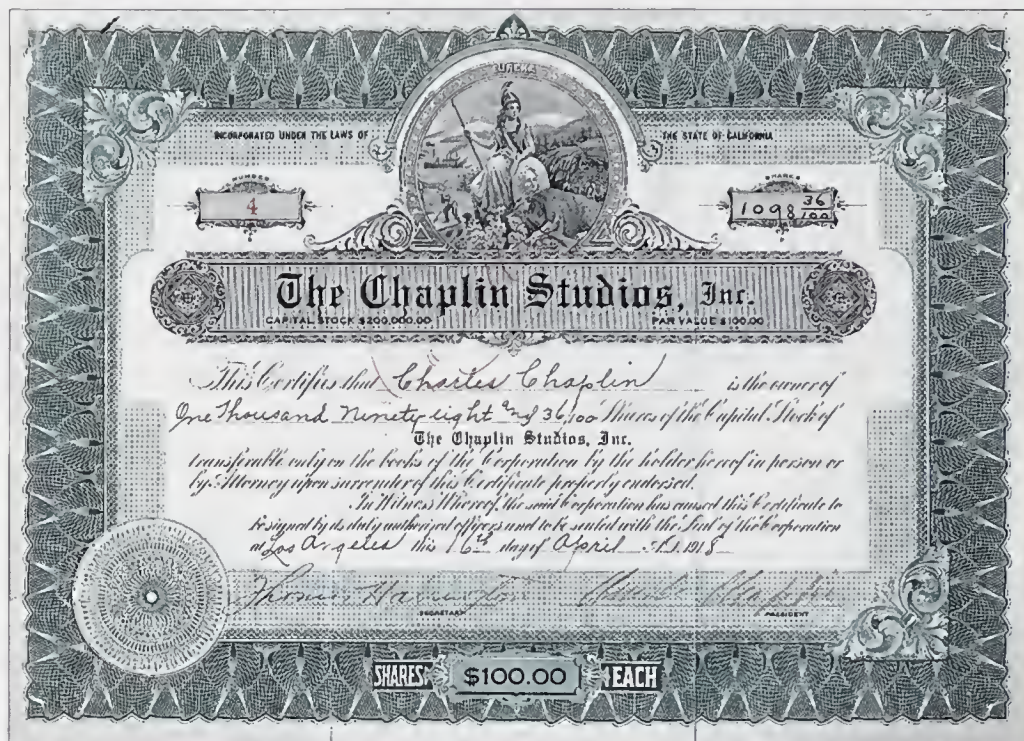 EUREKA
INCORPORATED UNDER THE LAWS OF THE STATE OF CALIFORNIA
NUMBER
4
SHARES
1098 36/100
The Chaplin Studios, Inc.
CAPITAL STOCK $200,000.00 PAR VALUE $100.00
This Certifies that Charles Chaplin is the owner of
One Thousand Ninety-eight and 36/100 Shares of the Capital Stock of
The Chaplin Studios, Inc.
transferable only on the books of the Corporation by the holder hereof in person or
by Attorney upon surrender of this Certificate properly endorsed.
In Witness Whereof, the said Corporation has caused this Certificate to
be signed by its duly authorized officers and to be sealed with the Seal of the Corporation
at Los Angeles this 16th day of April A.D. 1918
Thomas Harrington
SECRETARY
Charles Chaplin
PRESIDENT
SHARES $100.00 EACH